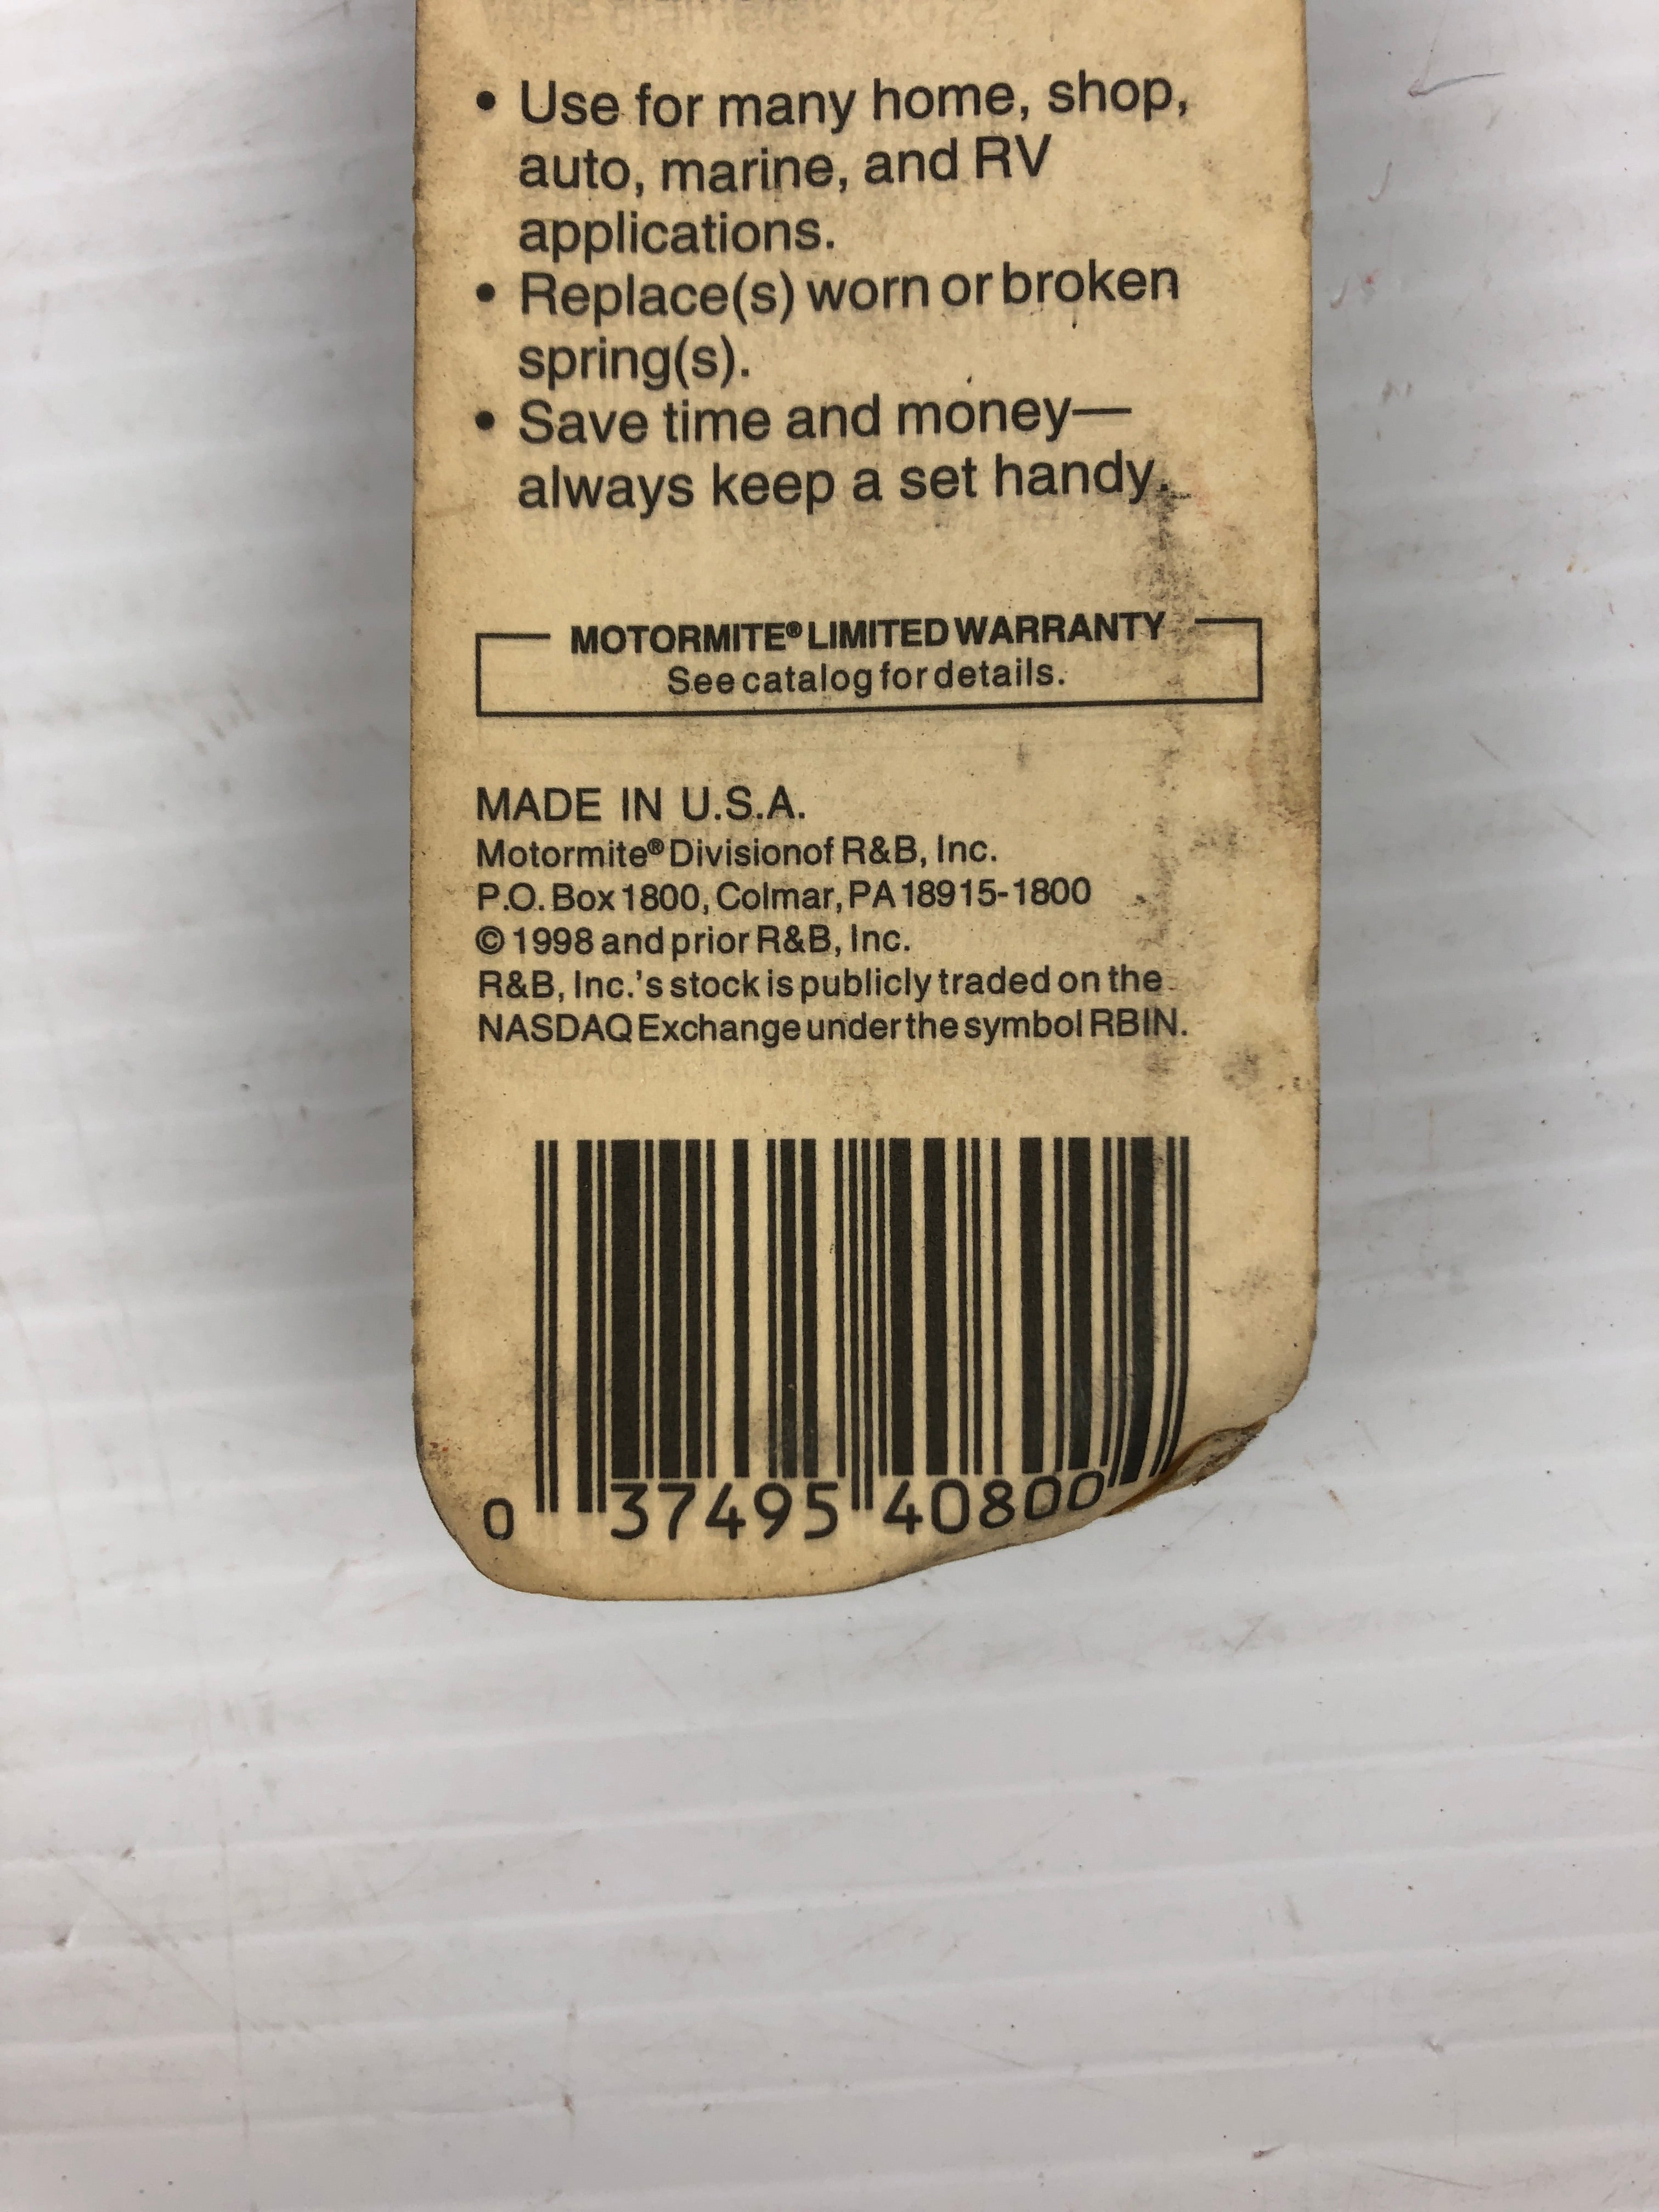 • Use for many home, shop,
auto, marine, and RV
applications.
• Replace(s) worn or broken
spring(s).
• Save time and money—
always keep a set handy.
MOTORMITE® LIMITED WARRANTY
See catalog for details.
MADE IN U.S.A.
Motormite® Divisionof R&B, Inc.
P.O. Box 1800, Colmar, PA 18915-1800
© 1998 and prior R&B, Inc.
R&B, Inc.'s stock is publicly traded on the
NASDAQ Exchange under the symbol RBIN.
0 37495 40800